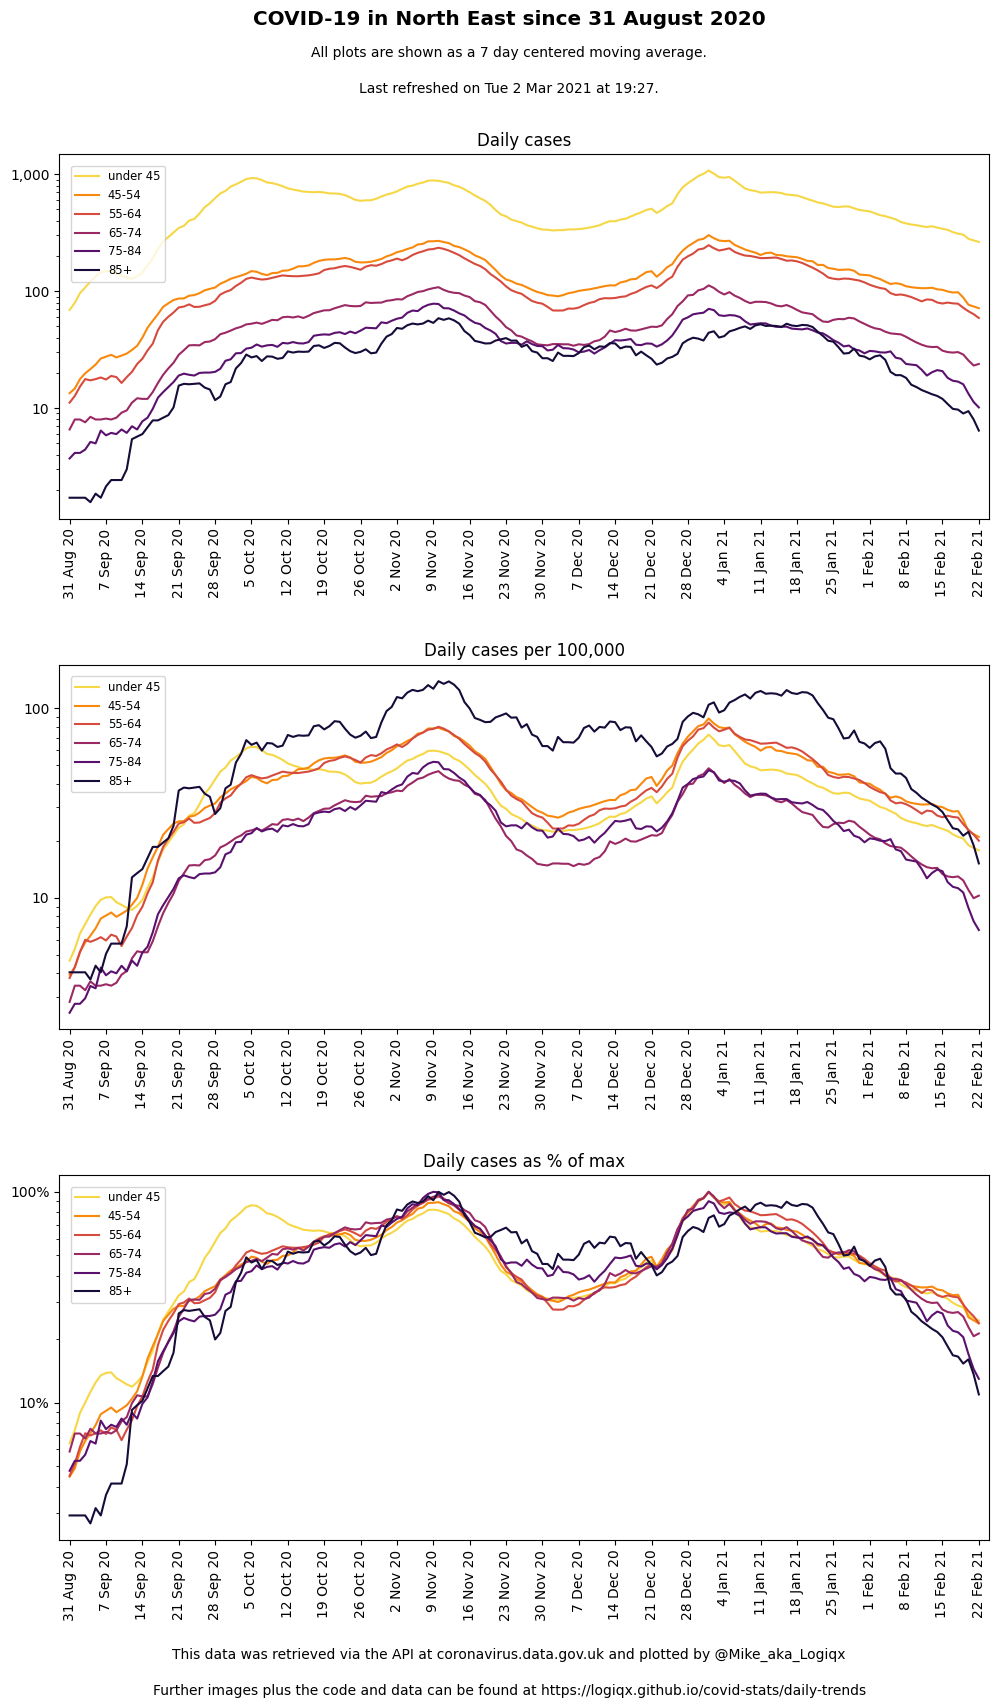 COVID-19 in North East since 31 August 2020
All plots are shown as a 7 day centered moving average.
Last refreshed on Tue 2 Mar 2021 at 19:27.
Daily cases
1,000
100
10
under 45
45-54
55-64
65-74
75-84
85+
31 Aug 20
7 Sep 20
14 Sep 20
21 Sep 20
28 Sep 20
5 Oct 20
12 Oct 20
19 Oct 20
26 Oct 20
2 Nov 20
9 Nov 20
16 Nov 20
23 Nov 20
30 Nov 20
7 Dec 20
14 Dec 20
21 Dec 20
28 Dec 20
4 Jan 21
11 Jan 21
18 Jan 21
25 Jan 21
1 Feb 21
8 Feb 21
15 Feb 21
22 Feb 21
Daily cases per 100,000
100
10
under 45
45-54
55-64
65-74
75-84
85+
31 Aug 20
7 Sep 20
14 Sep 20
21 Sep 20
28 Sep 20
5 Oct 20
12 Oct 20
19 Oct 20
26 Oct 20
2 Nov 20
9 Nov 20
16 Nov 20
23 Nov 20
30 Nov 20
7 Dec 20
14 Dec 20
21 Dec 20
28 Dec 20
4 Jan 21
11 Jan 21
18 Jan 21
25 Jan 21
1 Feb 21
8 Feb 21
15 Feb 21
22 Feb 21
Daily cases as % of max
100%
10%
under 45
45-54
55-64
65-74
75-84
85+
31 Aug 20
7 Sep 20
14 Sep 20
21 Sep 20
28 Sep 20
5 Oct 20
12 Oct 20
19 Oct 20
26 Oct 20
2 Nov 20
9 Nov 20
16 Nov 20
23 Nov 20
30 Nov 20
7 Dec 20
14 Dec 20
21 Dec 20
28 Dec 20
4 Jan 21
11 Jan 21
18 Jan 21
25 Jan 21
1 Feb 21
8 Feb 21
15 Feb 21
22 Feb 21
This data was retrieved via the API at coronavirus.data.gov.uk and plotted by @Mike_aka_Logiqx
Further images plus the code and data can be found at https://logiqx.github.io/covid-stats/daily-trends